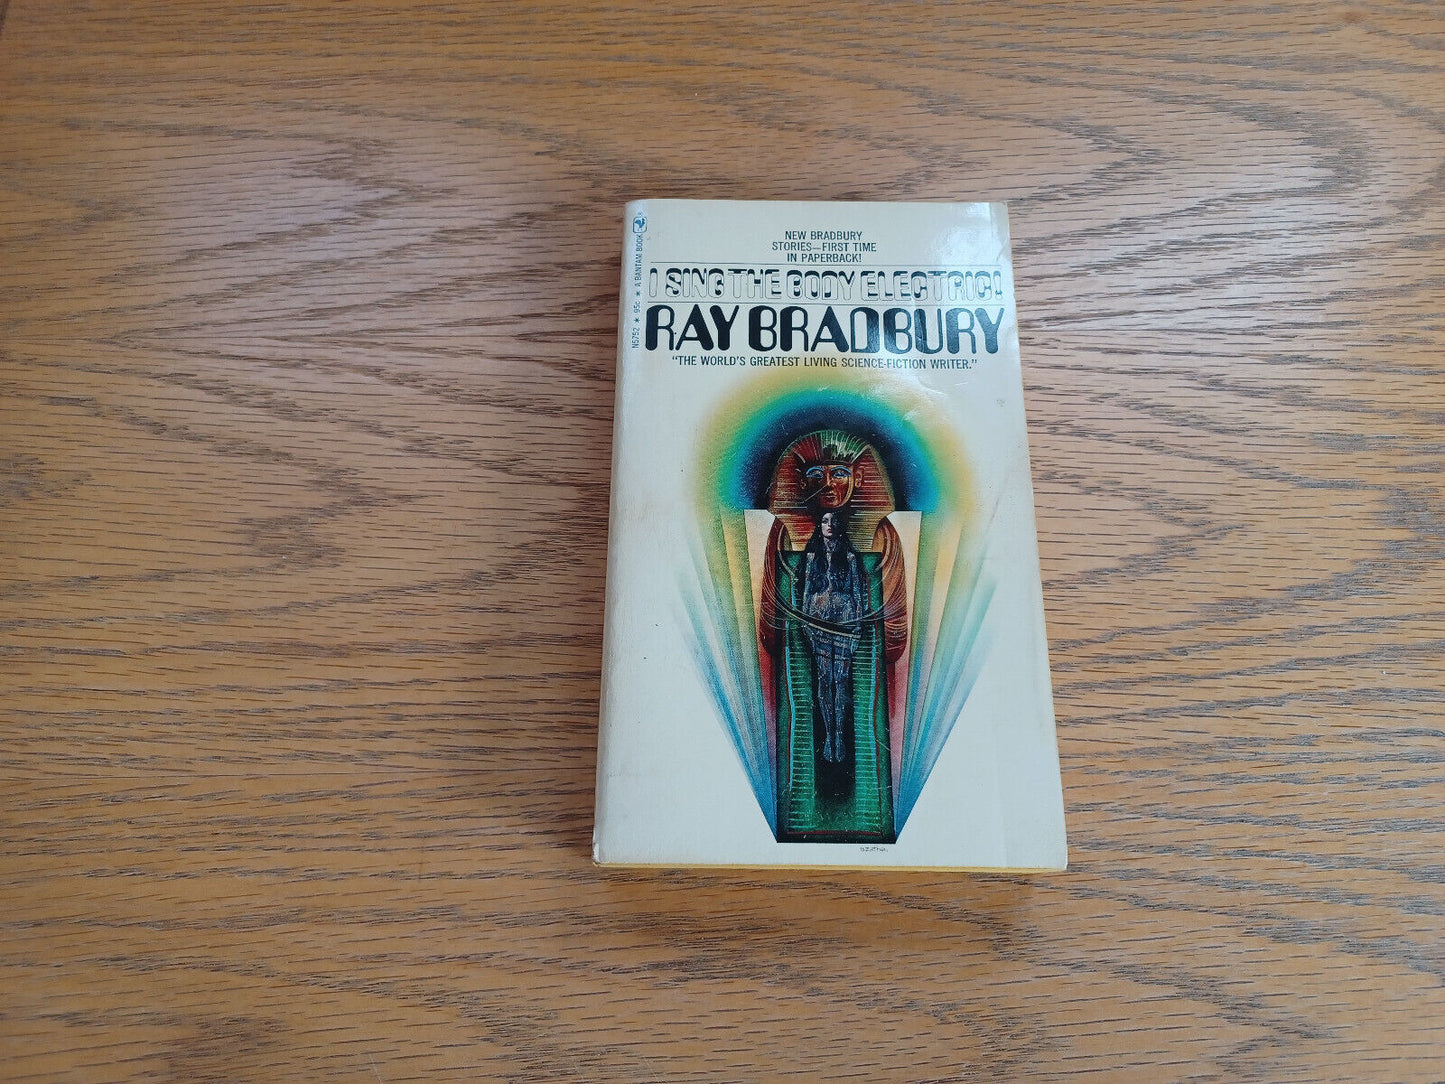 NEW BRADBURY
STORIES—FIRST TIME
IN PAPERBACK!
I SING THE BODY ELECTRIC!
RAY BRADBURY
"THE WORLD'S GREATEST LIVING SCIENCE-FICTION WRITER."
N5752 ★ 95c ★ A BANTAM BOOK